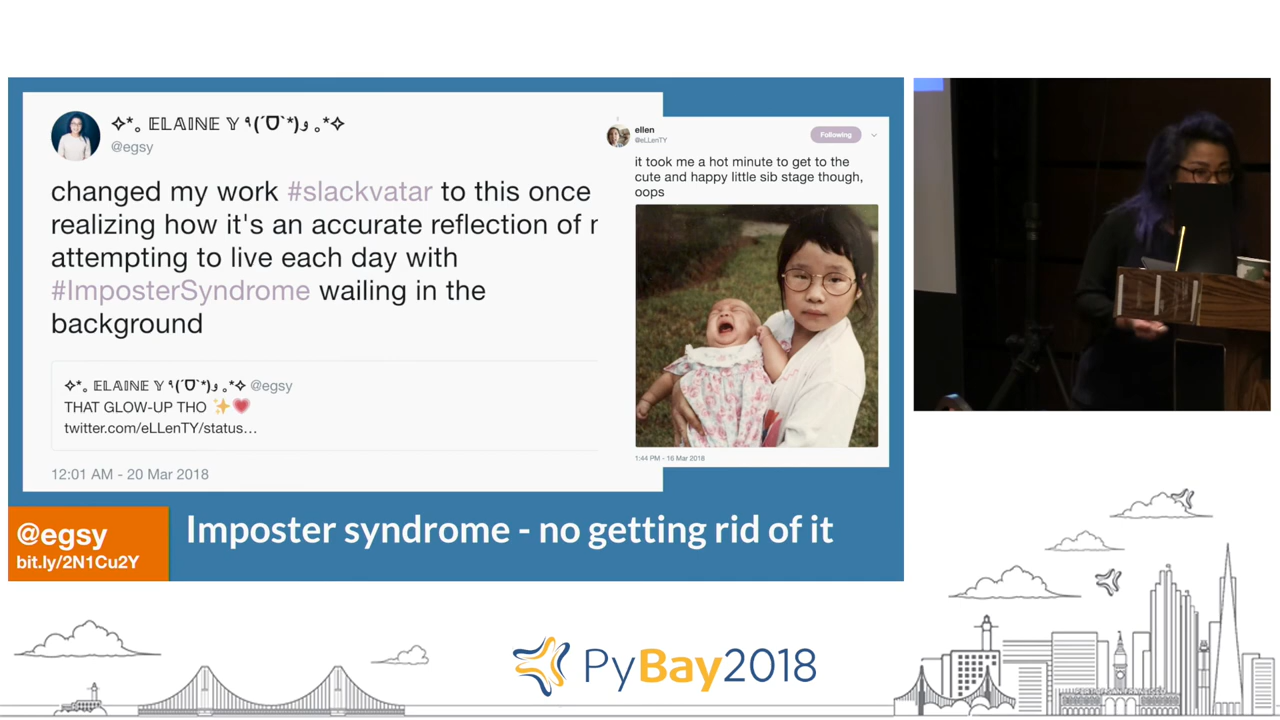 ✧*。 𝔼𝕃𝔸𝕀ℕ𝔼 𝕐 ٩(ˊᗜˋ*)و 。*✧
@egsy
changed my work #slackvatar to this once
realizing how it's an accurate reflection of
attempting to live each day with
#ImposterSyndrome wailing in the
background
✧*。 𝔼𝕃𝔸𝕀ℕ𝔼 𝕐 ٩(ˊᗜˋ*)و 。*✧ @egsy
THAT GLOW-UP THO ✨💗
twitter.com/eLLenTY/status…
12:01 AM - 20 Mar 2018
ellen
@eLLenTY
Following
it took me a hot minute to get to the
cute and happy little sib stage though,
oops
1:44 PM - 16 Mar 2018
@egsy
bit.ly/2N1Cu2Y
Imposter syndrome - no getting rid of it
PyBay2018